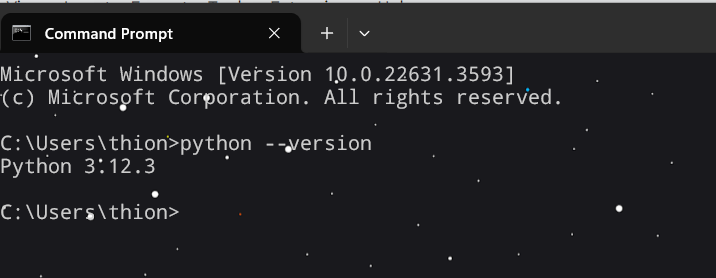 Command Prompt
Microsoft Windows [Version 10.0.22631.3593]
(c) Microsoft Corporation. All rights reserved.
C:\Users\thion>python --version
Python 3.12.3
C:\Users\thion>